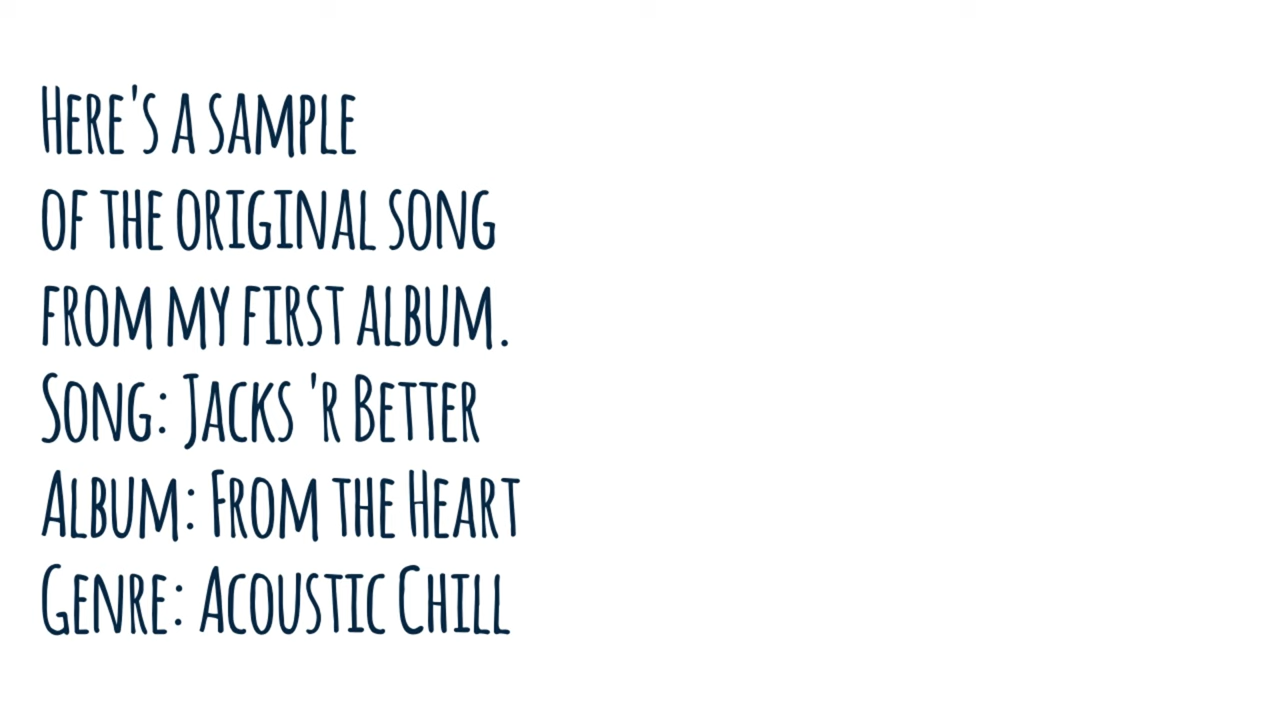 Here's a sample
of the original song
from my first album.
Song: Jacks 'r Better
Album: From the Heart
Genre: Acoustic Chill